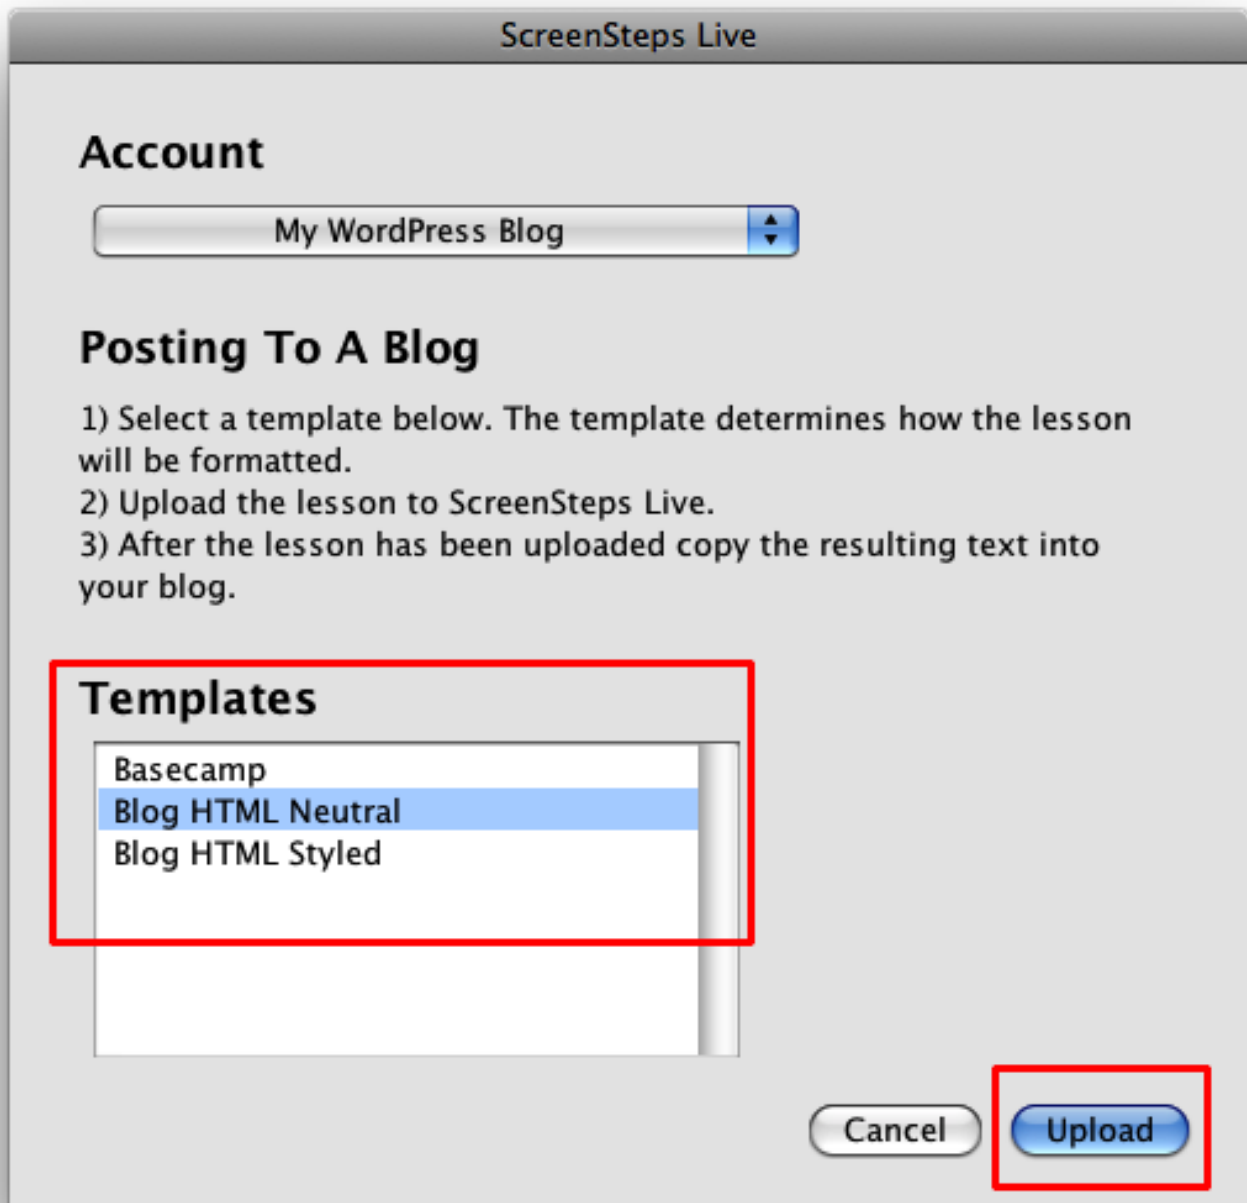 ScreenSteps Live
Account
My WordPress Blog
Posting To A Blog
1) Select a template below. The template determines how the lesson
will be formatted.
2) Upload the lesson to ScreenSteps Live.
3) After the lesson has been uploaded copy the resulting text into
your blog.
Templates
Basecamp
Blog HTML Neutral
Blog HTML Styled
Cancel
Upload